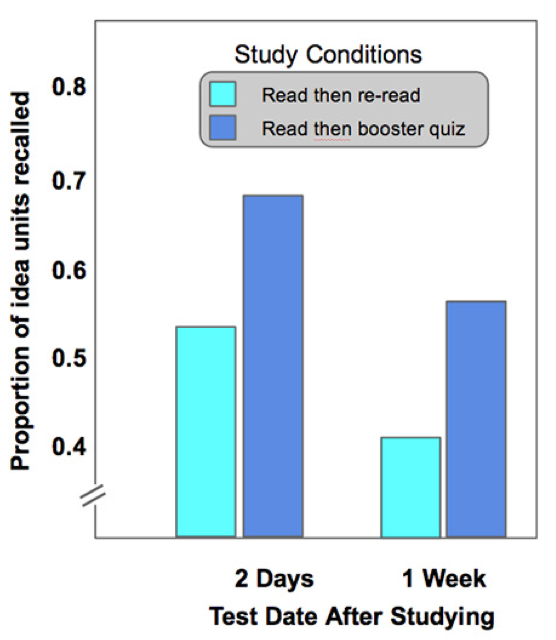 Study Conditions
Read then re-read
Read then booster quiz
Proportion of idea units recalled
0.8
0.7
0.6
0.5
0.4
2 Days
1 Week
Test Date After Studying